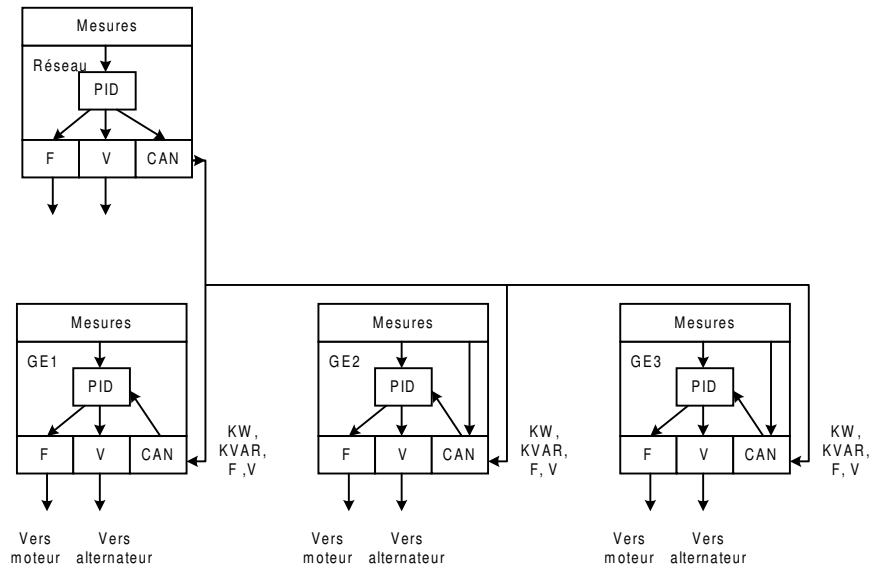 Mesures
Réseau
PID
F V CAN
Mesures
GE1
PID
F V CAN
KW,
KVAR,
F ,V
Vers
moteur
Vers
alternateur
Mesures
GE2
PID
F V CAN
KW,
KVAR,
F, V
Vers
moteur
Vers
alternateur
Mesures
GE3
PID
F V CAN
KW,
KVAR,
F, V
Vers
moteur
Vers
alternateur